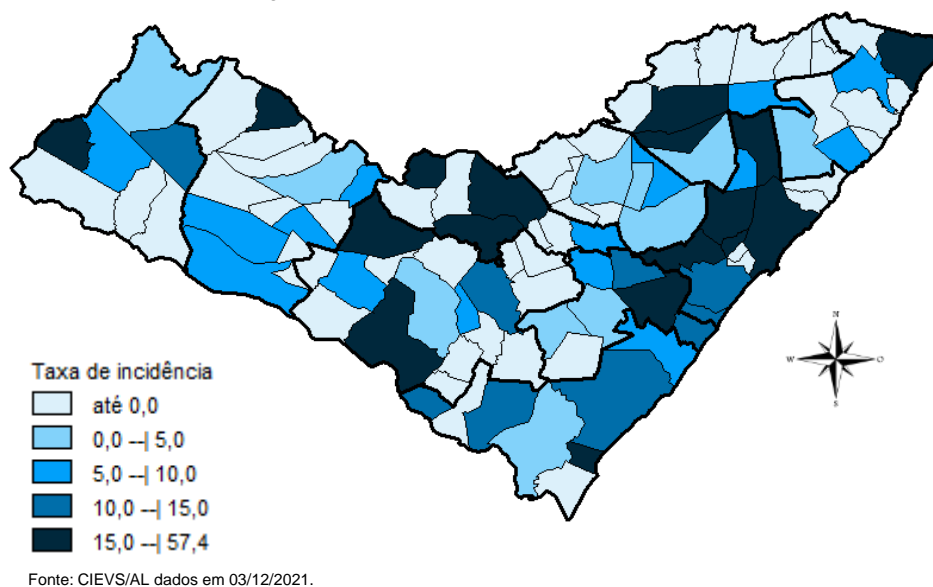 N
W
O
S
Taxa de incidência
até 0,0
0,0 --| 5,0
5,0 --| 10,0
10,0 --| 15,0
15,0 --| 57,4
Fonte: CIEVS/AL dados em 03/12/2021.